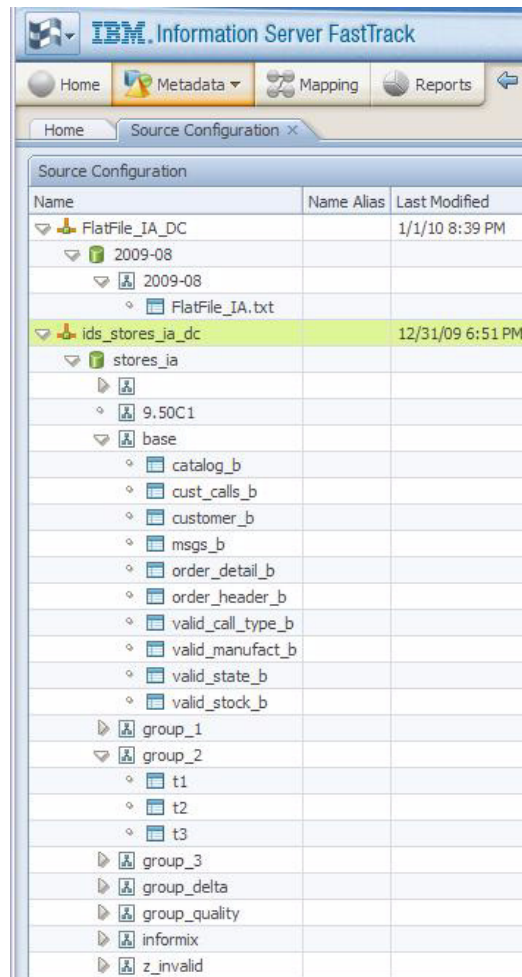 IBM. Information Server FastTrack
Home Metadata Mapping Reports
Home Source Configuration
Source Configuration
Name Name Alias Last Modified
FlatFile_IA_DC 1/1/10 8:39 PM
2009-08
2009-08
FlatFile_IA.txt
ids_stores_ia_dc 12/31/09 6:51 PM
stores_ia
9.50C1
base
catalog_b
cust_calls_b
customer_b
msgs_b
order_detail_b
order_header_b
valid_call_type_b
valid_manufact_b
valid_state_b
valid_stock_b
group_1
group_2
t1
t2
t3
group_3
group_delta
group_quality
informix
z_invalid